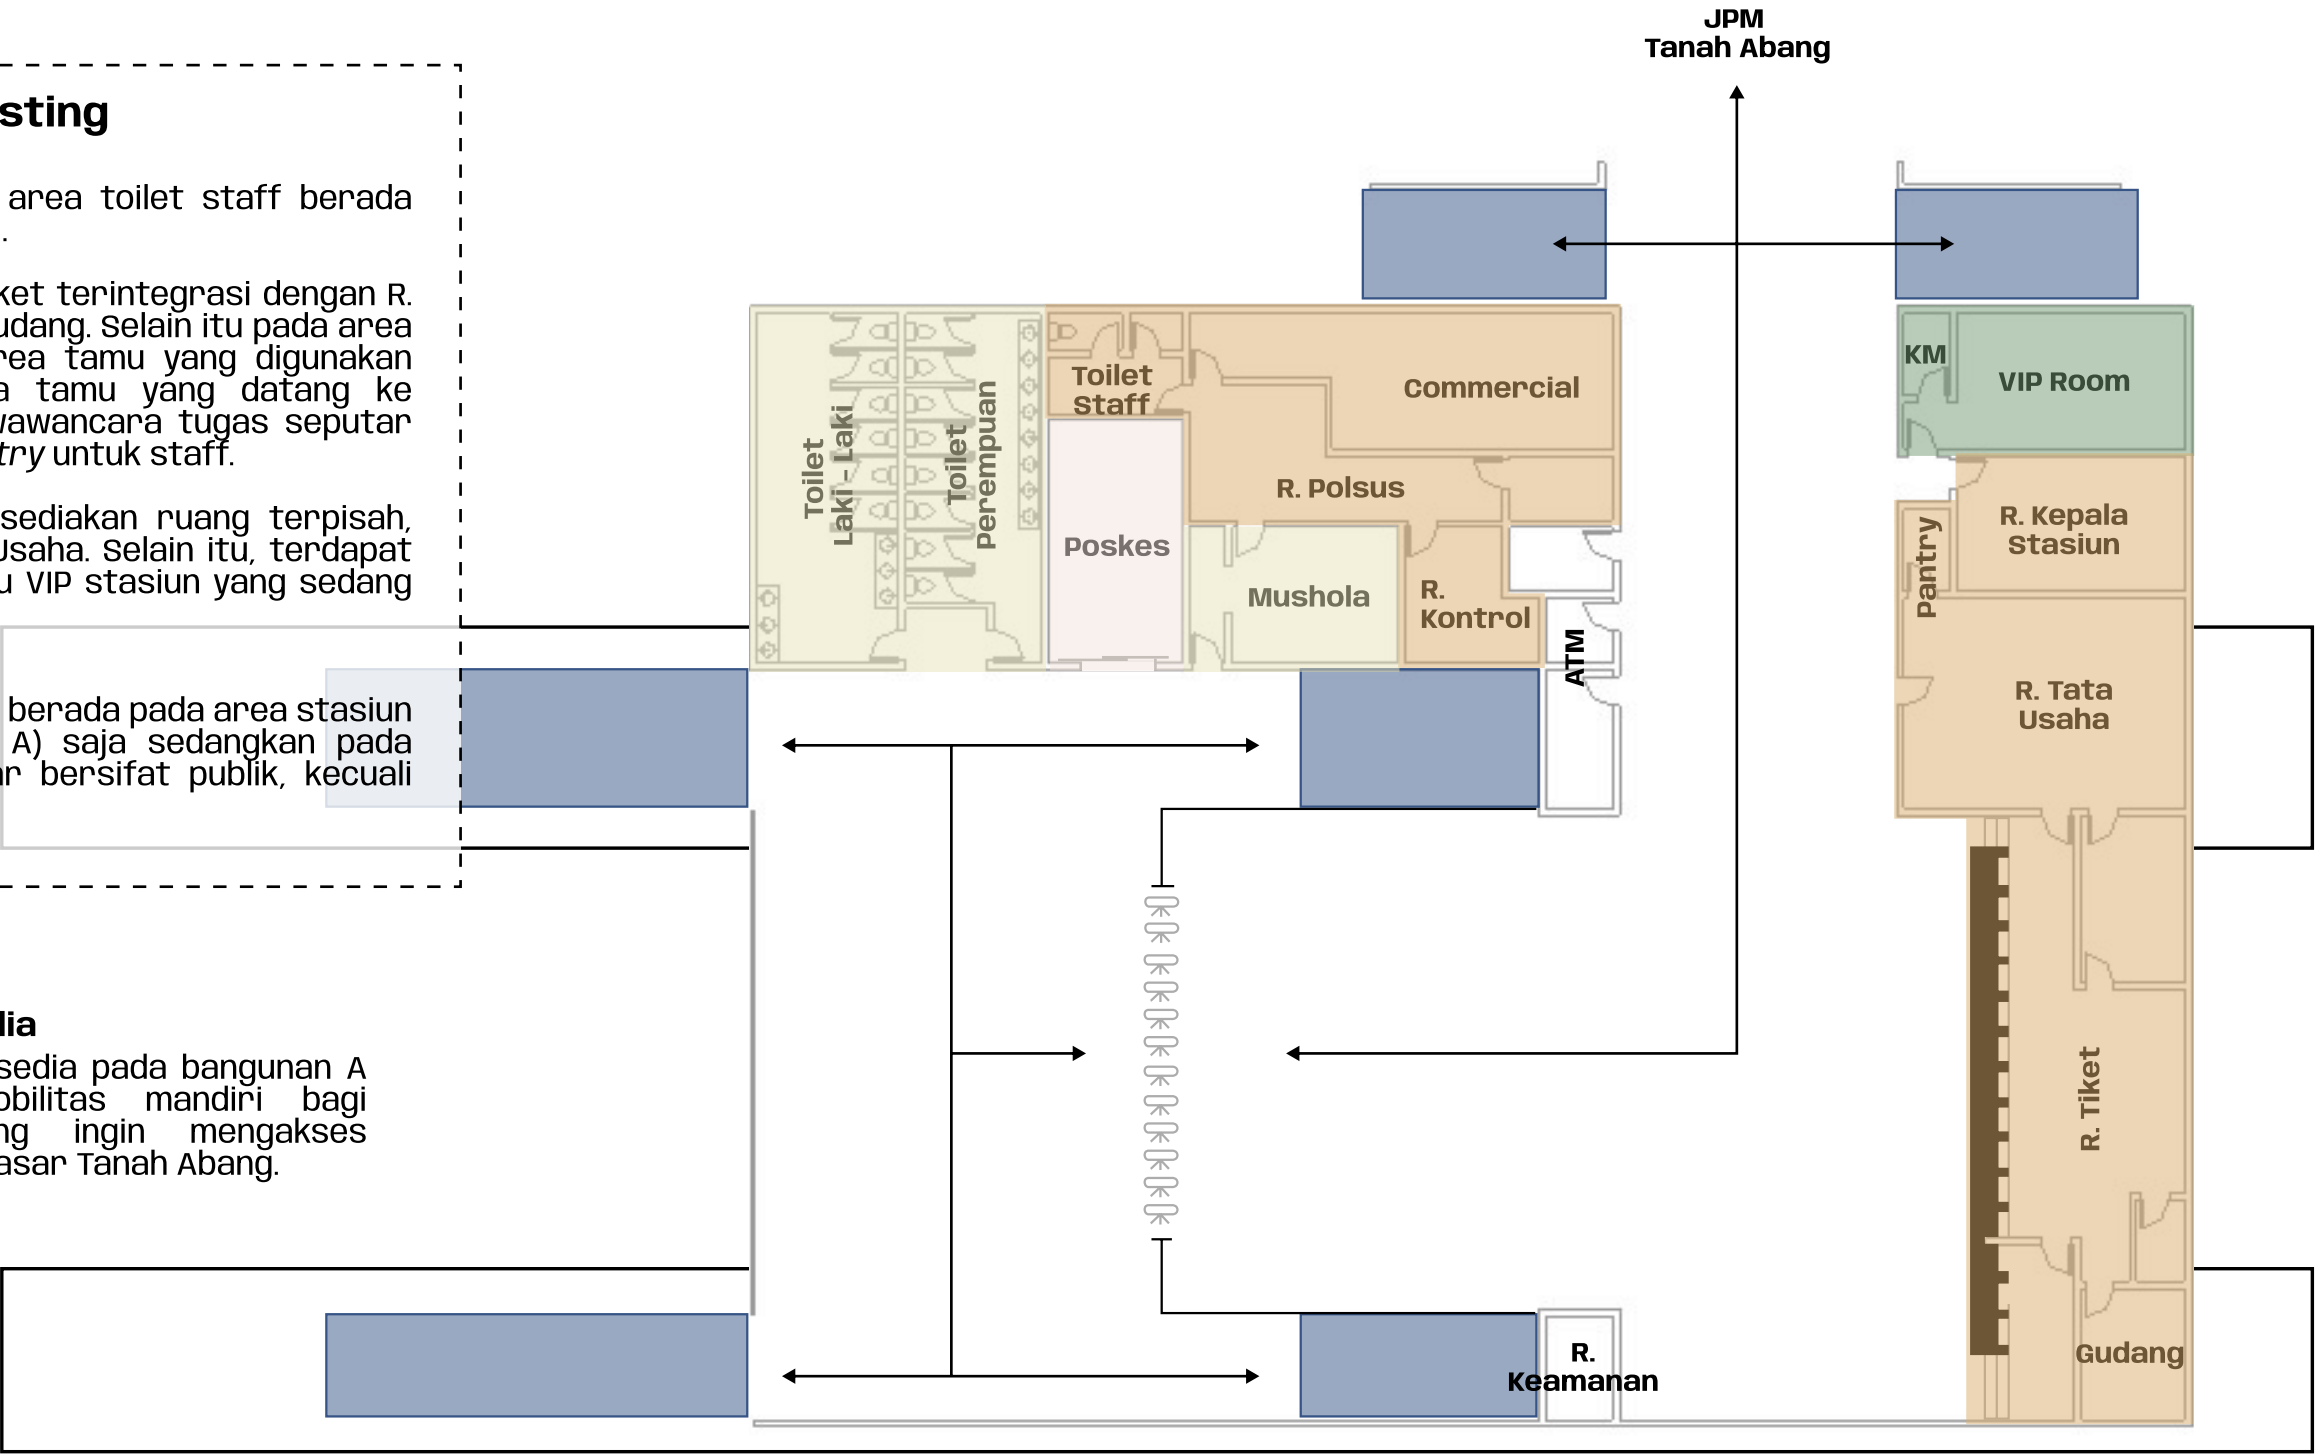 JPM
Tanah Abang
sting
area toilet staff berada
.
ket terintegrasi dengan R.
udang. Selain itu pada area
rea tamu yang digunakan
a tamu yang datang ke
wawancara tugas seputar
try untuk staff.
sediakan ruang terpisah,
Usaha. Selain itu, terdapat
u VIP stasiun yang sedang
berada pada area stasiun
A) saja sedangkan pada
ar bersifat publik, kecuali
lia
sedia pada bangunan A
obilitas mandiri bagi
ng ingin mengakses
asar Tanah Abang.
Toilet
Laki - Laki
Toilet
Perempuan
Toilet
Staff
Commercial
R. Polsus
Poskes
Mushola
R.
Kontrol
ATM
KM
VIP Room
R. Kepala
Stasiun
Pantry
R. Tata
Usaha
R. Tiket
Gudang
R.
Keamanan